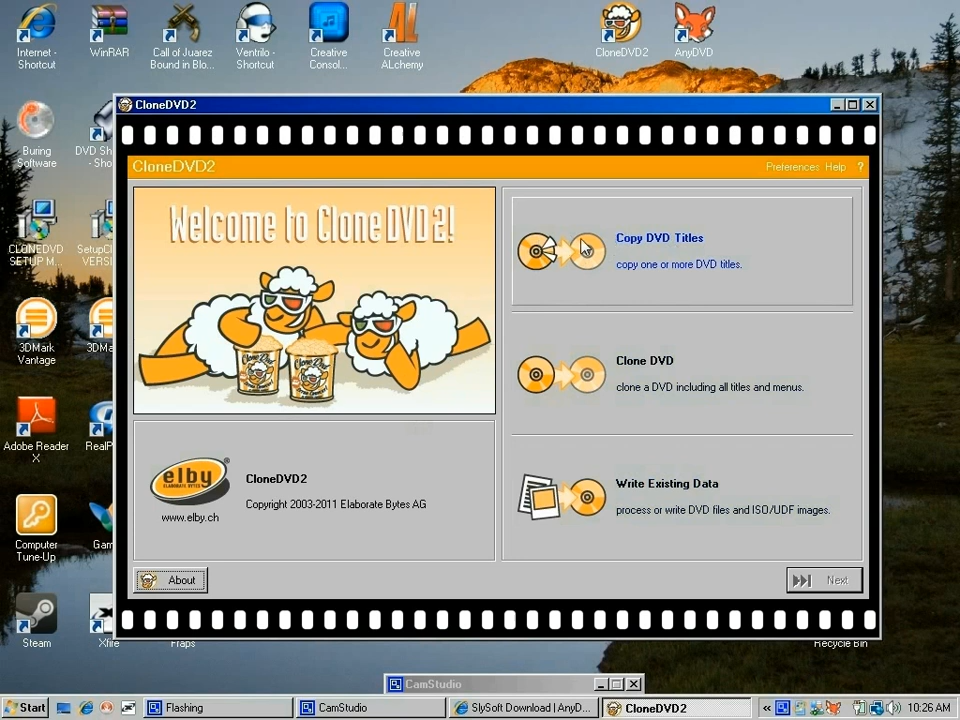 Internet -
Shortcut
WinRAR
Call of Juarez
Bound in Blo...
Ventrilo -
Shortcut
Creative
Consol...
Creative
ALchemy
CloneDVD2
AnyDVD
CloneDVD2
CloneDVD2
Preferences Help ?
Welcome to CloneDVD2!
Copy DVD Titles
copy one or more DVD titles.
Clone DVD
clone a DVD including all titles and menus.
Write Existing Data
process or write DVD files and ISO/UDF images.
elby
www.elby.ch
CloneDVD2
Copyright 2003-2011 Elaborate Bytes AG
About
Next
Buring
Software
DVD Sh
- Sho
CLONEDVD
SETUP M...
SetupCl
VERSI
3DMark
Vantage
3DMa
Adobe Reader
X
RealP
Computer
Tune-Up
Gam
Steam
Xfire
Fraps
Recycle Bin
CamStudio
Start
Flashing
CamStudio
SlySoft Download | AnyD...
CloneDVD2
10:26 AM